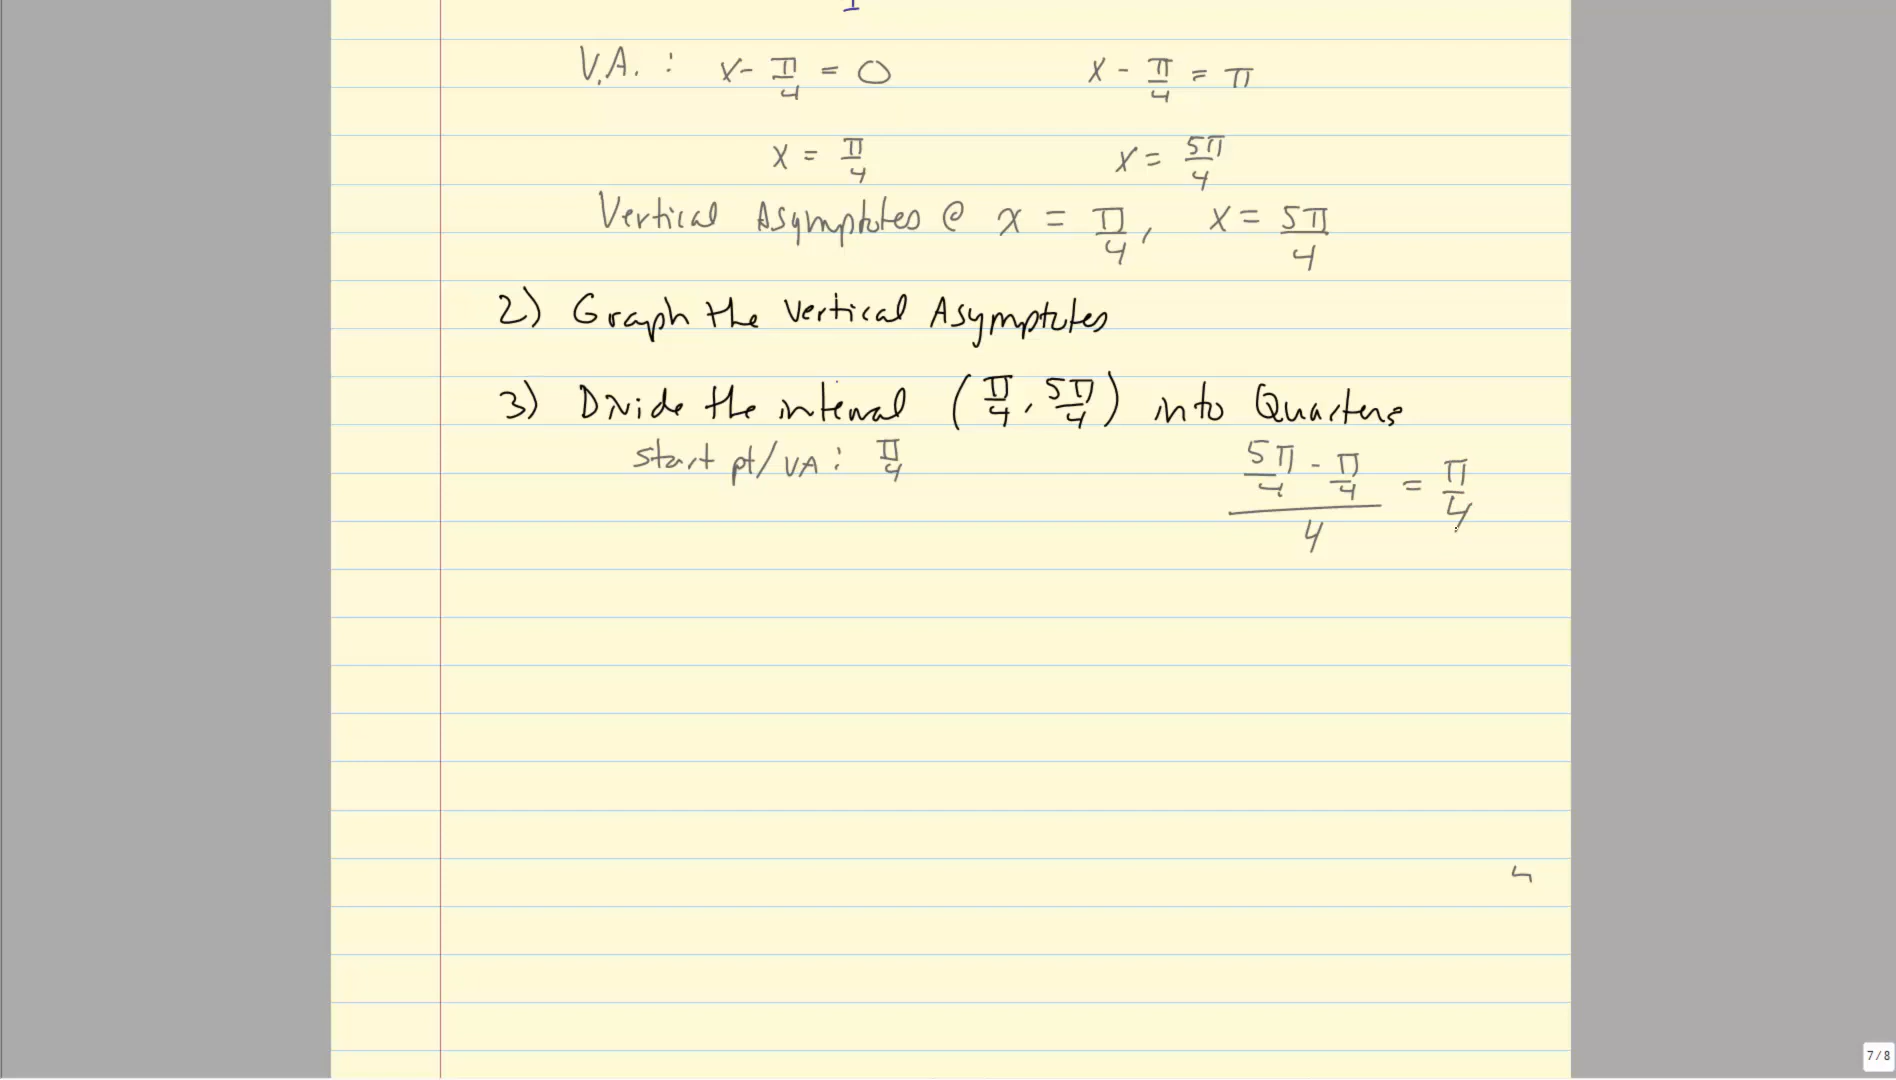 V.A. : x - π/4 = 0 x - π/4 = π
x = π/4 x = 5π/4
Vertical Asymptotes @ x = π/4, x = 5π/4
2) Graph the Vertical Asymptotes
3) Divide the interval (π/4, 5π/4) into Quarters
start pt/VA: π/4 (5π/4 - π/4)/4 = π/4
7/8